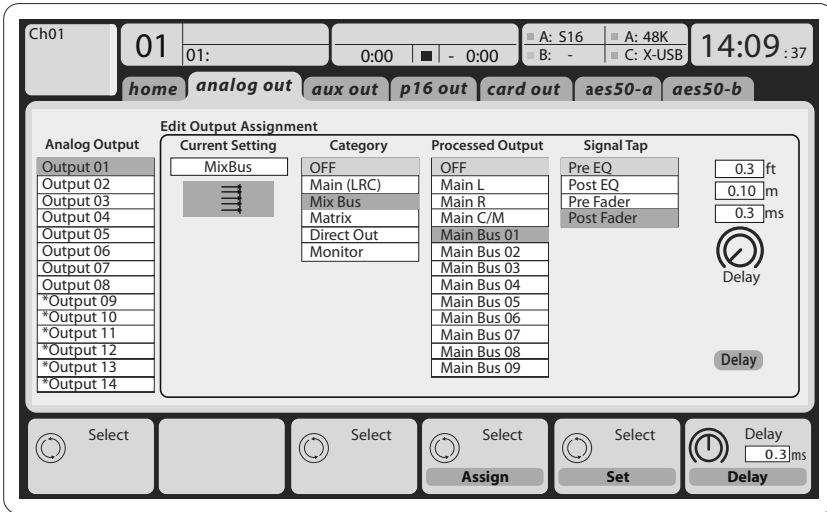 Ch01
01
01:
0:00
- 0:00
A: S16
B: -
A: 48K
C: X-USB
14:09 :37
home
analog out
aux out
p16 out
card out
aes50-a
aes50-b
Edit Output Assignment
Analog Output
Output 01
Output 02
Output 03
Output 04
Output 05
Output 06
Output 07
Output 08
*Output 09
*Output 10
*Output 11
*Output 12
*Output 13
*Output 14
Current Setting
MixBus
Category
OFF
Main (LRC)
Mix Bus
Matrix
Direct Out
Monitor
Processed Output
OFF
Main L
Main R
Main C/M
Main Bus 01
Main Bus 02
Main Bus 03
Main Bus 04
Main Bus 05
Main Bus 06
Main Bus 07
Main Bus 08
Main Bus 09
Signal Tap
Pre EQ
Post EQ
Pre Fader
Post Fader
0.3 ft
0.10 m
0.3 ms
Delay
Delay
Select
Select
Select
Assign
Select
Set
Delay
0.3 ms
Delay